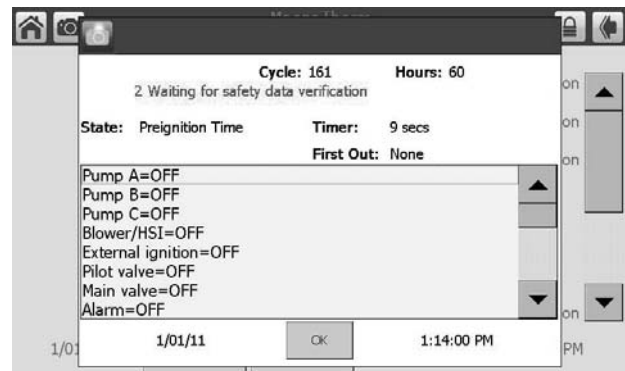 Cycle: 161 Hours: 60
2 Waiting for safety data verification
State: Preignition Time Timer: 9 secs
First Out: None
Pump A=OFF
Pump B=OFF
Pump C=OFF
Blower/HSI=OFF
External ignition=OFF
Pilot valve=OFF
Main valve=OFF
Alarm=OFF
1/01/11 OK 1:14:00 PM
on
on
on
on
1/01 PM